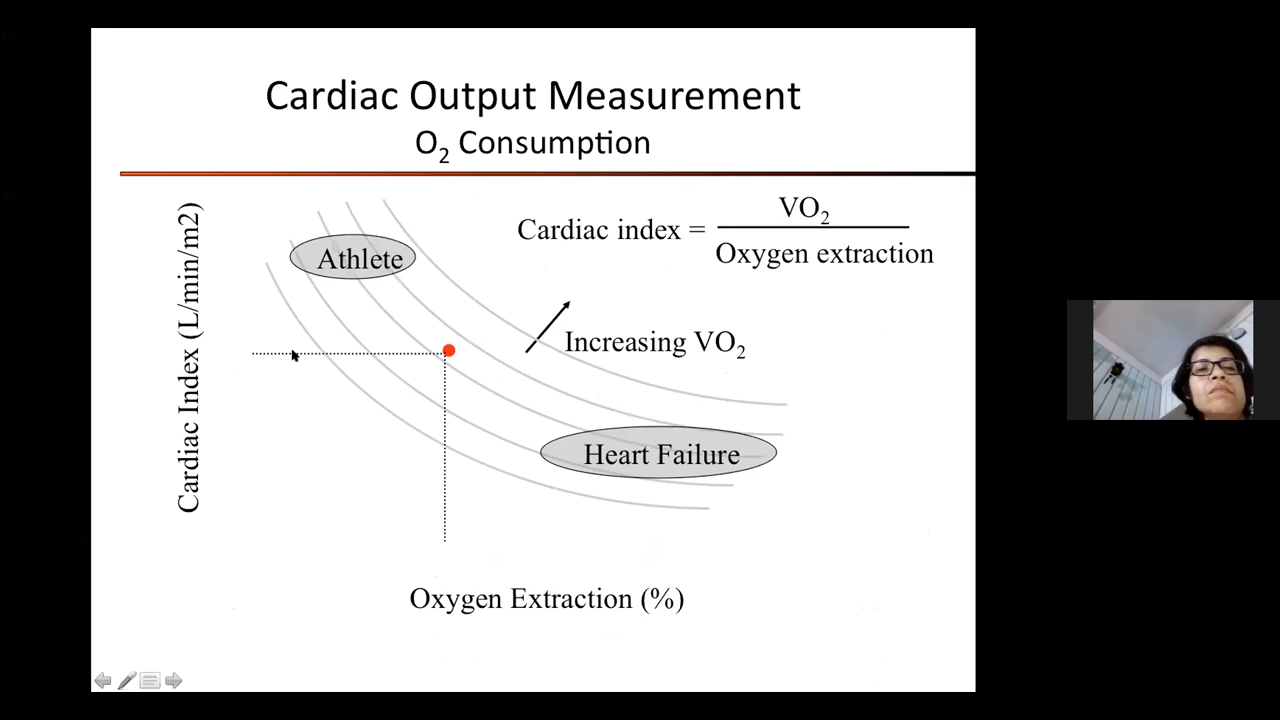 Cardiac Output Measurement
O₂ Consumption
Cardiac Index (L/min/m2)
Athlete
Cardiac index = VO₂
Oxygen extraction
Increasing VO₂
Heart Failure
Oxygen Extraction (%)